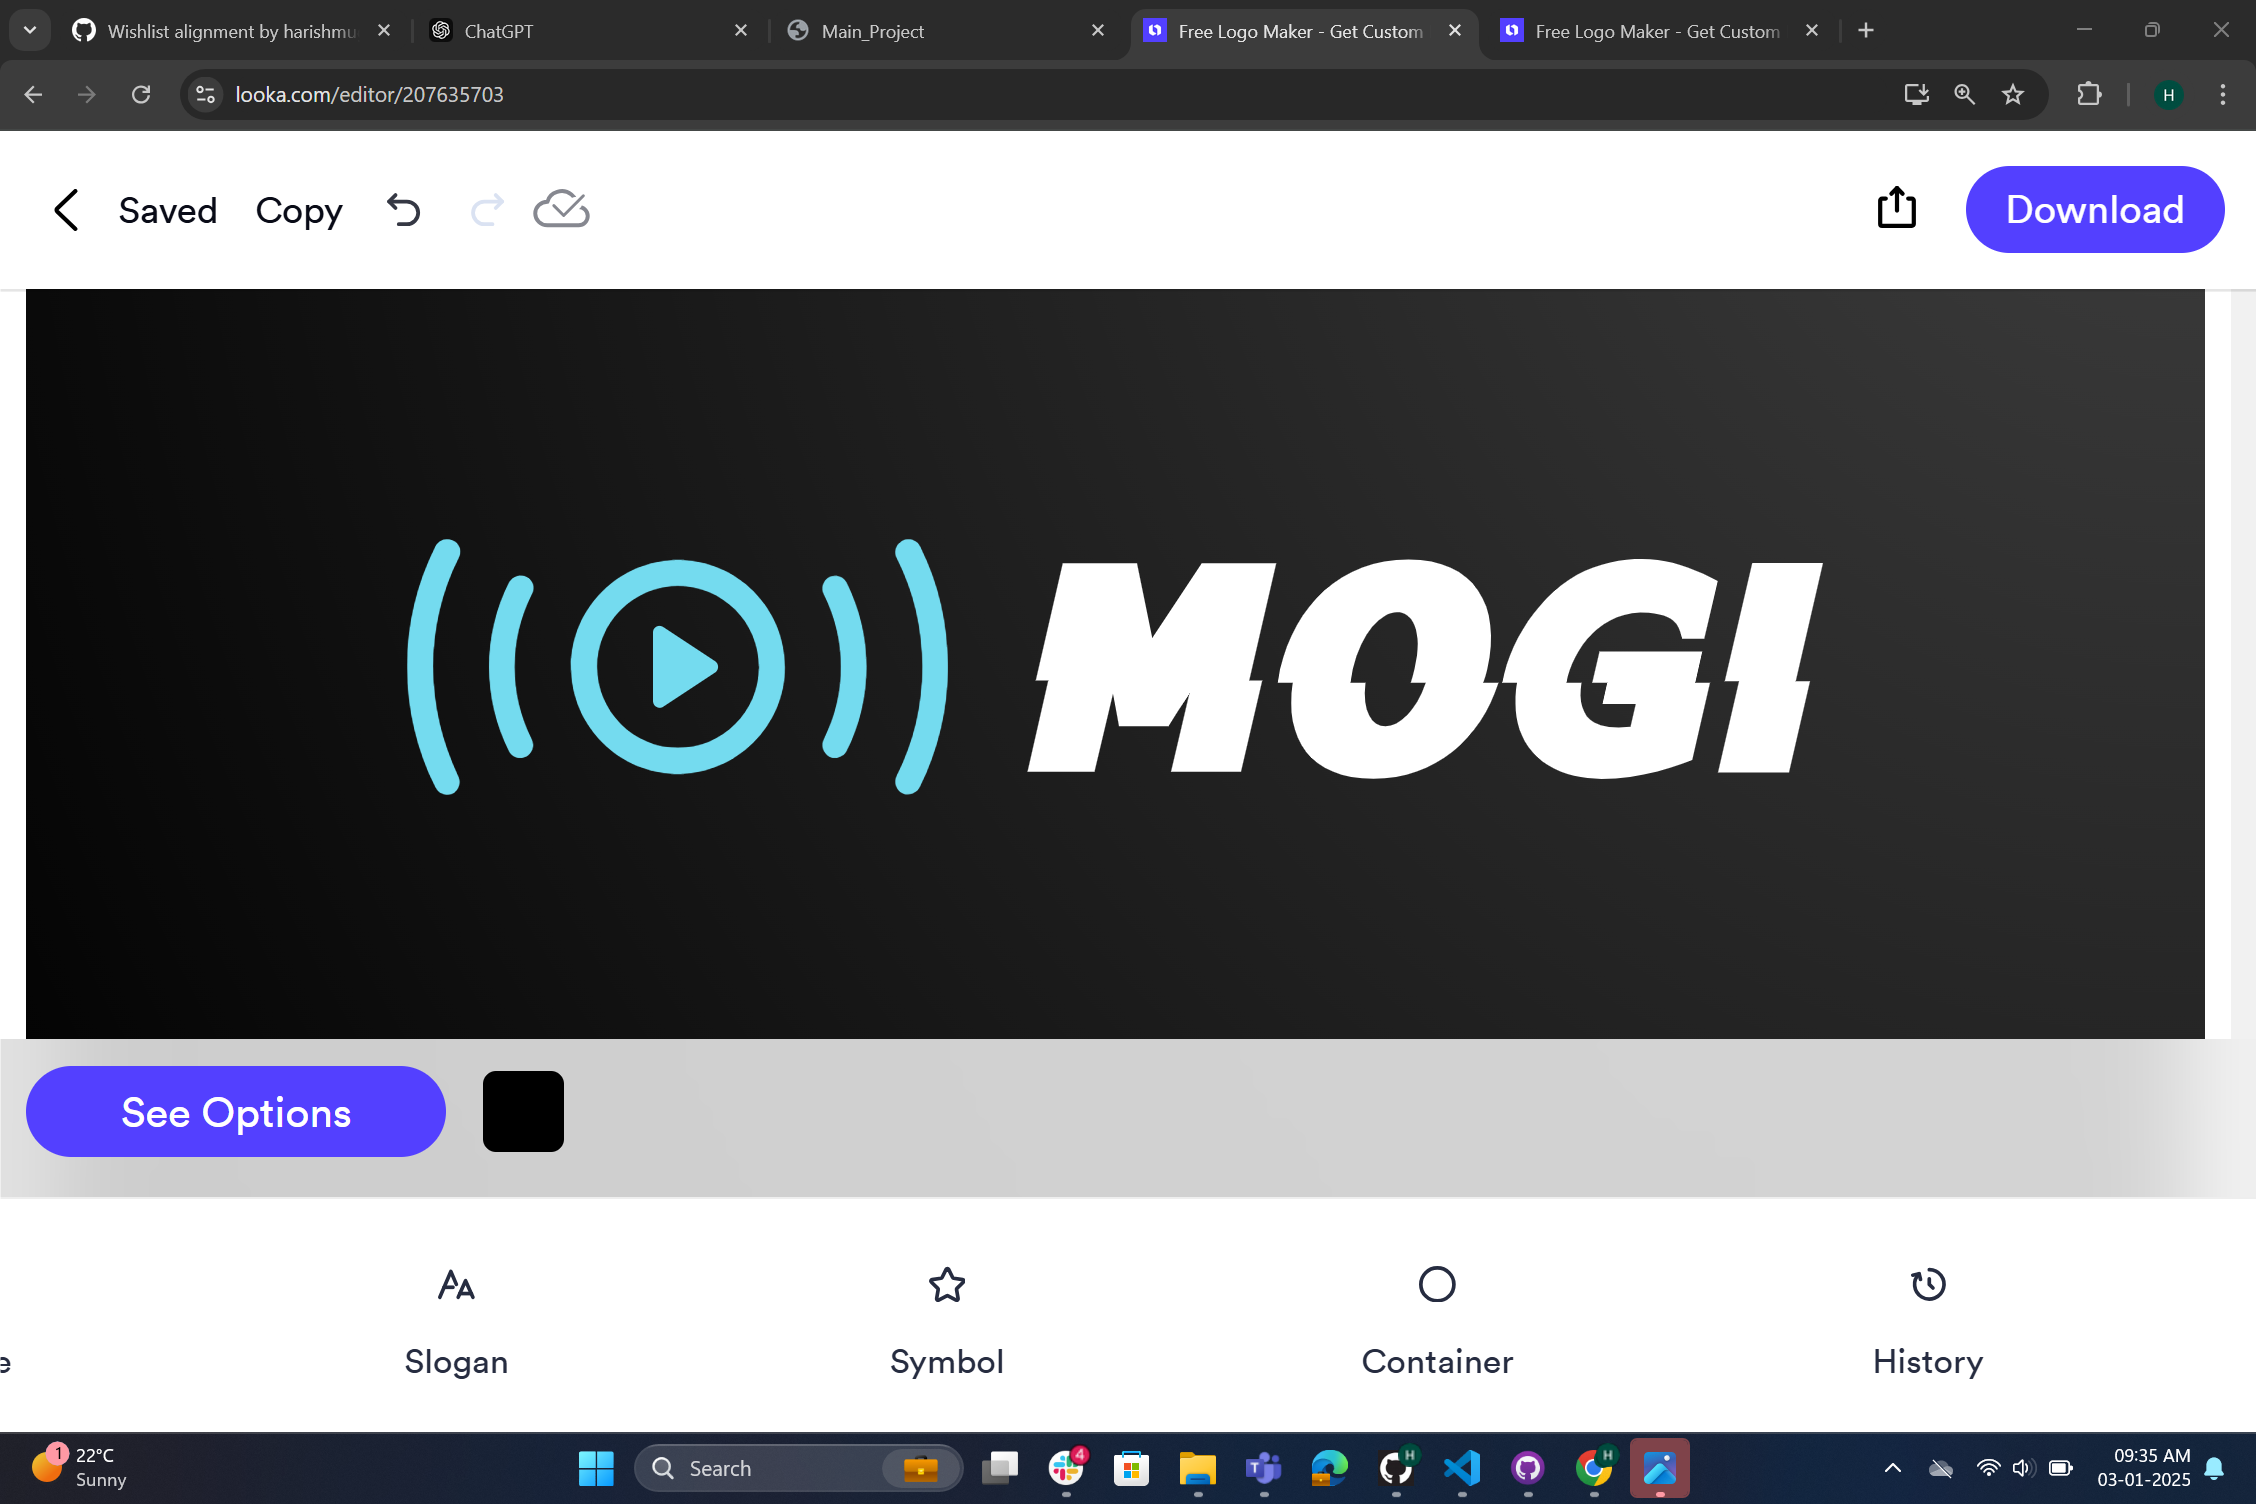 Wishlist alignment by harishmu
ChatGPT
Main_Project
Free Logo Maker - Get Custom
Free Logo Maker - Get Custom
looka.com/editor/207635703
H
Saved
Copy
Download
MOGI
See Options
e
Slogan
Symbol
Container
History
1
22°C
Sunny
Search
4
T
H
H
09:35 AM
03-01-2025